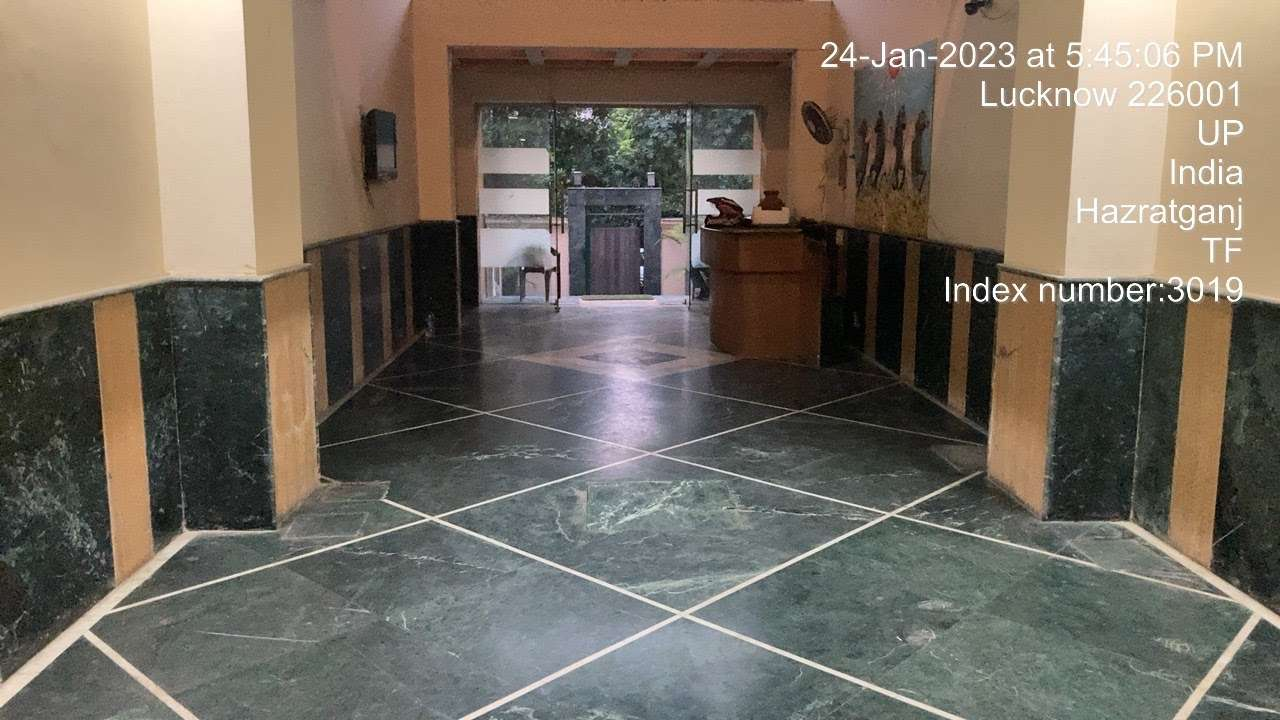 24-Jan-2023 at 5:45:06 PM
Lucknow 226001
UP
India
Hazratganj
TF
Index number:3019